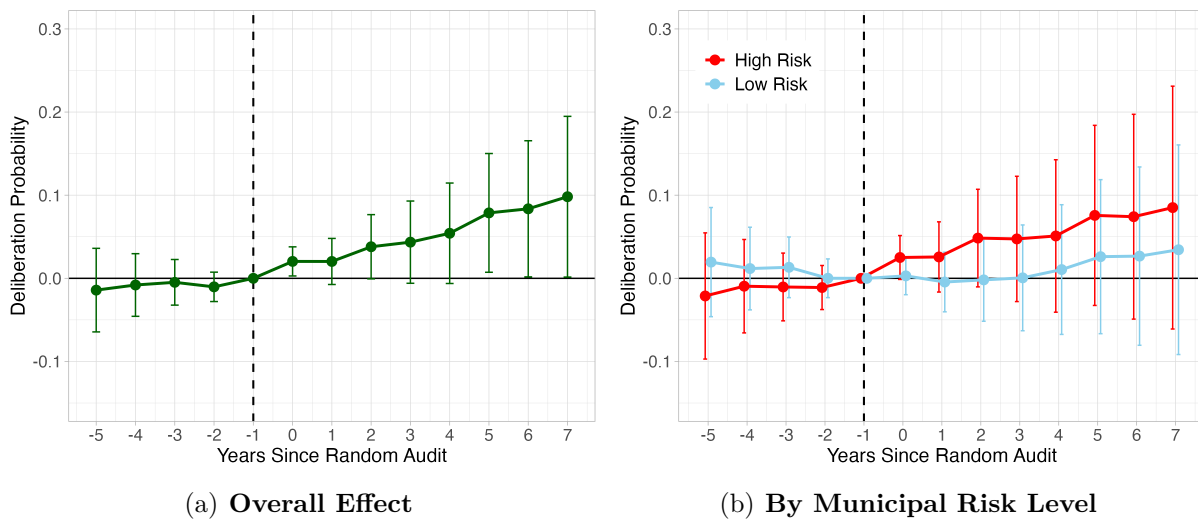 0.3
0.2
0.1
0.0
-0.1
Deliberation Probability
-5 -4 -3 -2 -1 0 1 2 3 4 5 6 7
Years Since Random Audit
(a) Overall Effect
High Risk
Low Risk
0.3
0.2
0.1
0.0
-0.1
Deliberation Probability
-5 -4 -3 -2 -1 0 1 2 3 4 5 6 7
Years Since Random Audit
(b) By Municipal Risk Level